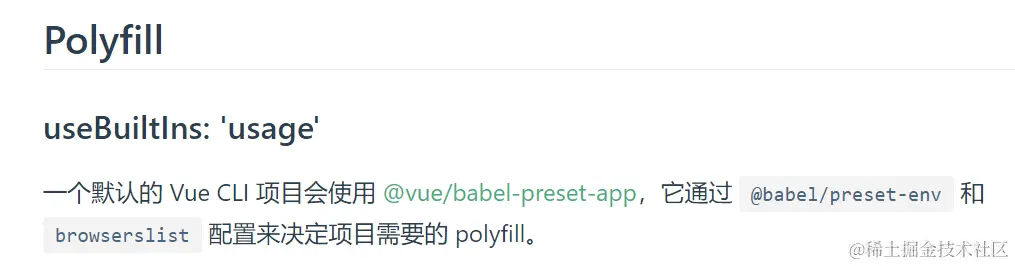 Polyfill
useBuiltIns: 'usage'
一个默认的 Vue CLI 项目会使用 @vue/babel-preset-app，它通过 @babel/preset-env 和
browserslist 配置来决定项目需要的 polyfill。
@稀土掘金技术社区